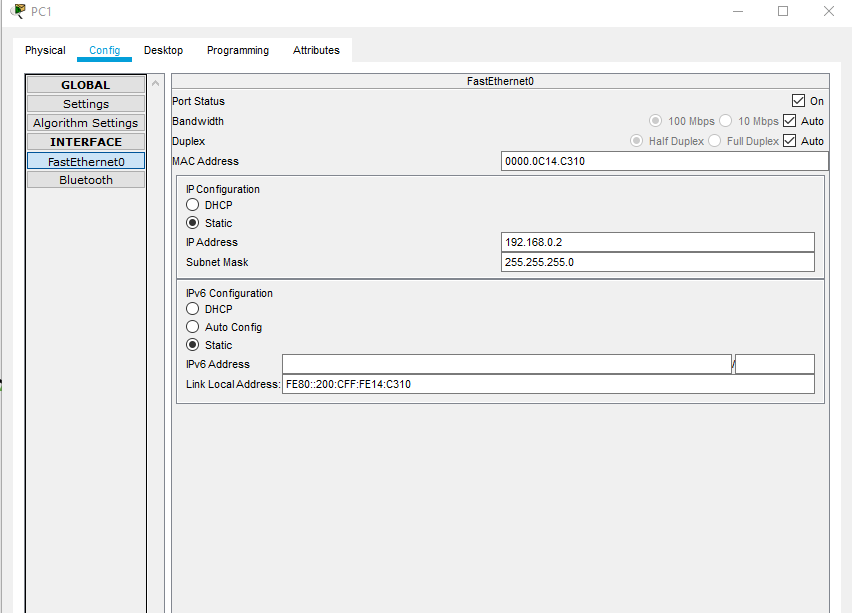 PC1
Physical Config Desktop Programming Attributes
GLOBAL
Settings
Algorithm Settings
INTERFACE
FastEthernet0
Bluetooth
FastEthernet0
Port Status On
Bandwidth 100 Mbps 10 Mbps Auto
Duplex Half Duplex Full Duplex Auto
MAC Address 0000.0C14.C310
IP Configuration
DHCP
Static
IP Address 192.168.0.2
Subnet Mask 255.255.255.0
IPv6 Configuration
DHCP
Auto Config
Static
IPv6 Address /
Link Local Address: FE80::200:CFF:FE14:C310